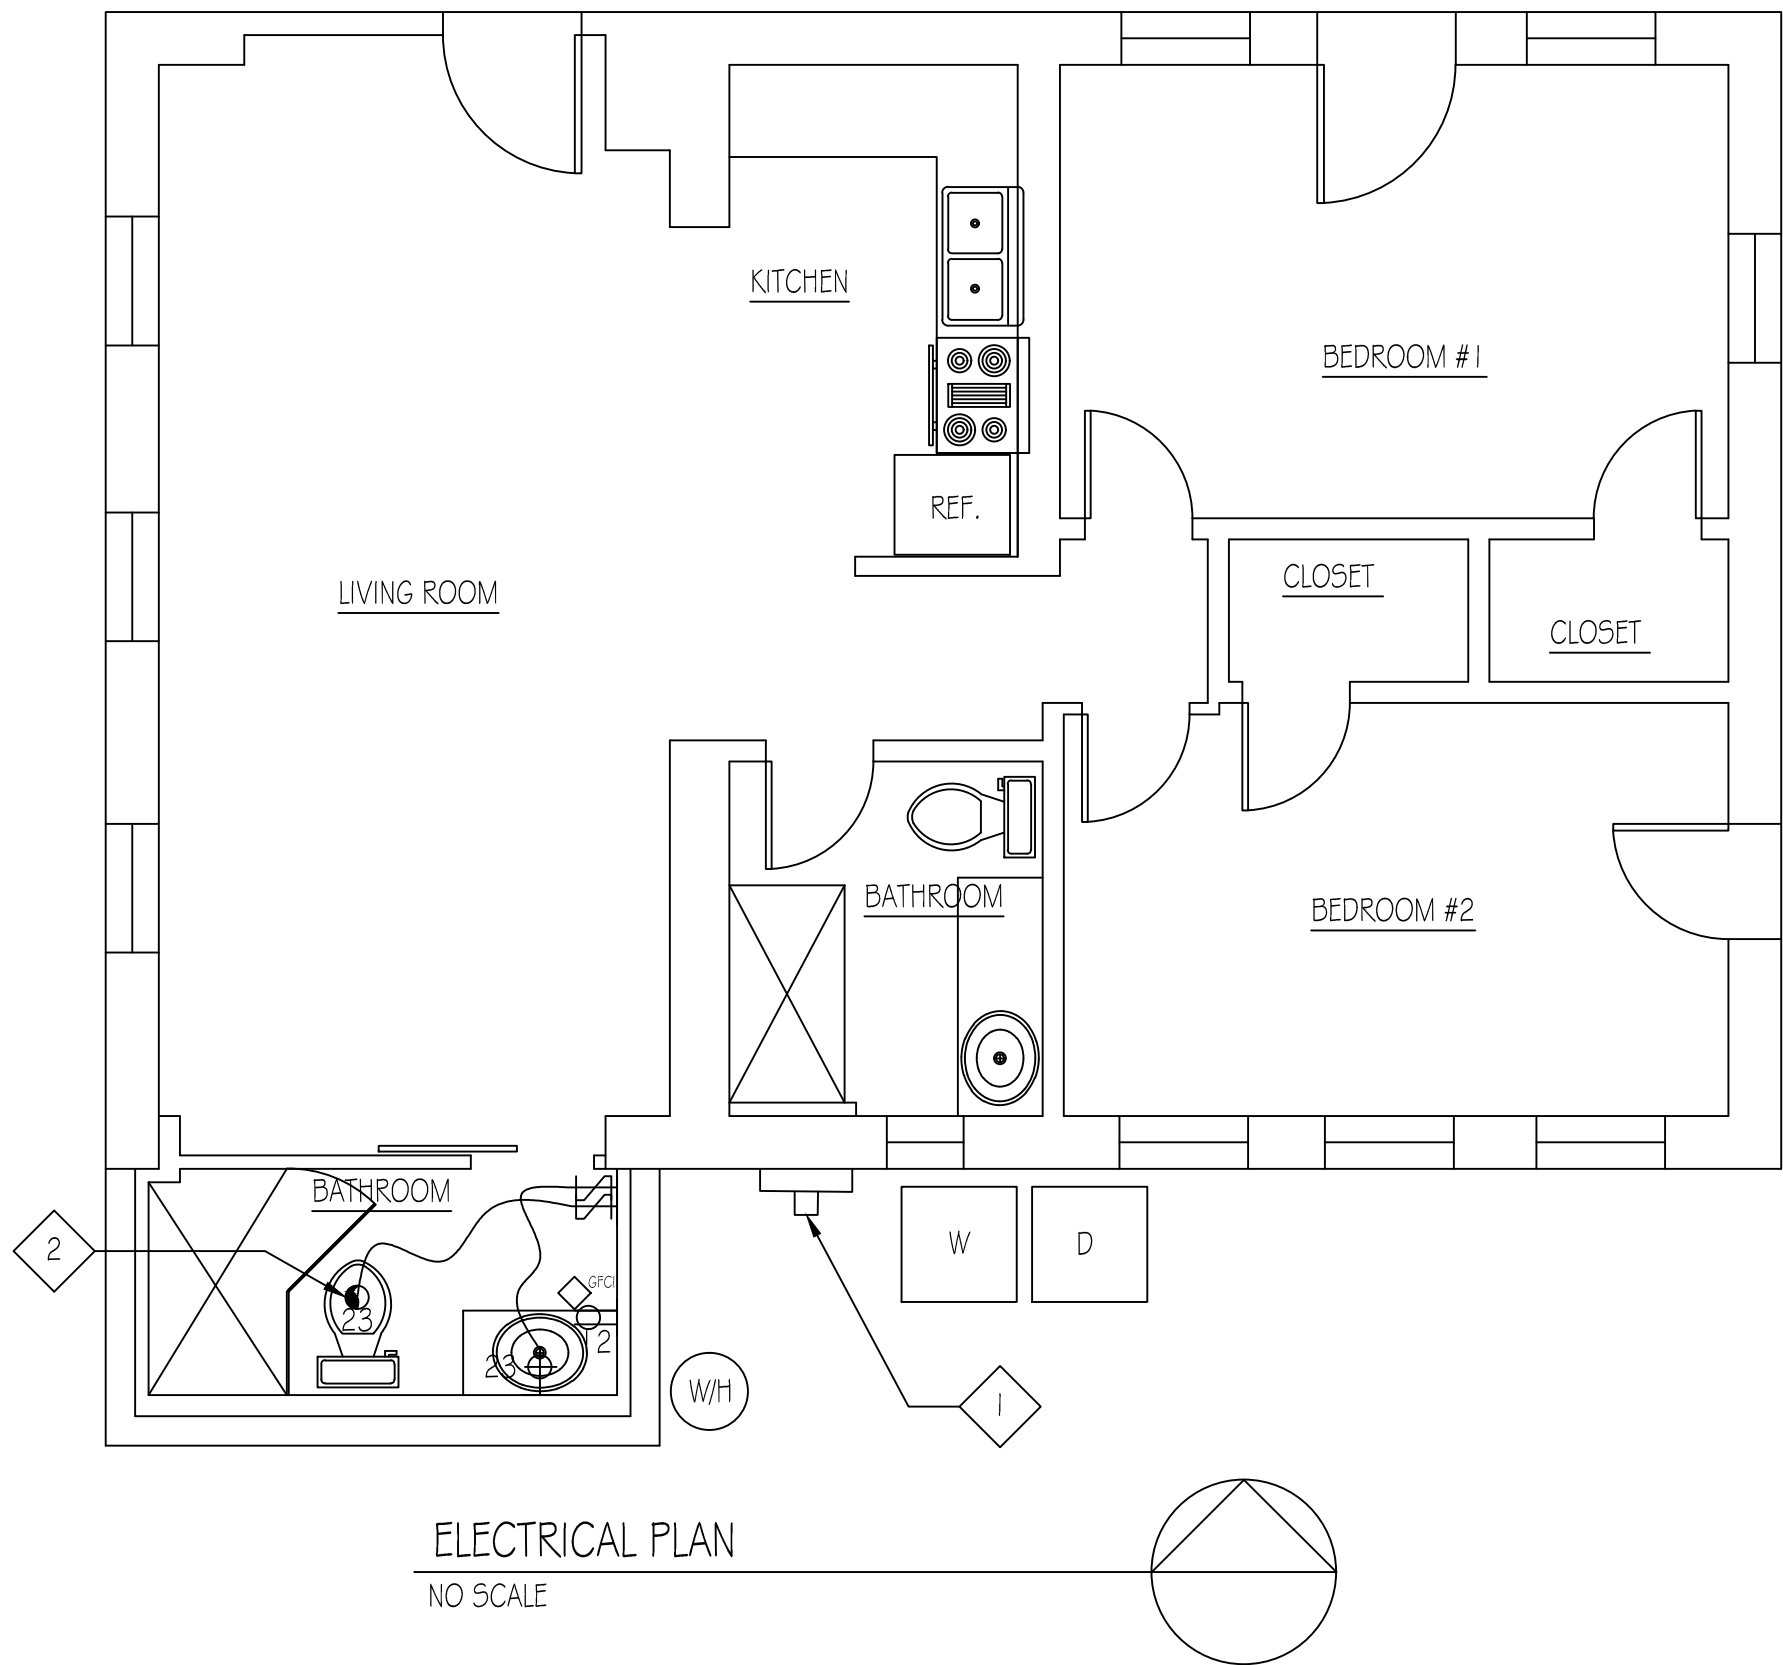 KITCHEN
BEDROOM #1
REF.
LIVING ROOM
CLOSET
CLOSET
BATHROOM
BEDROOM #2
BATHROOM
2
W
D
GFCI
23
2
23
W/H
1
ELECTRICAL PLAN
NO SCALE